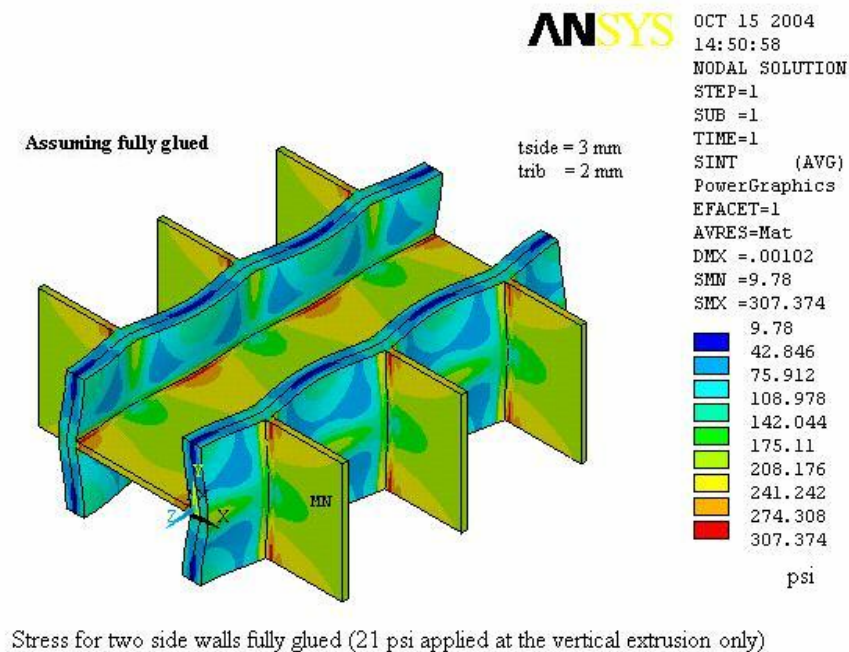 ANSYS
OCT 15 2004
14:50:58
NODAL SOLUTION
STEP=1
SUB =1
TIME=1
SINT (AVG)
PowerGraphics
EFACET=1
AVRES=Mat
DMX =.00102
SMN =9.78
SMX =307.374
9.78
42.846
75.912
108.978
142.044
175.11
208.176
241.242
274.308
307.374
psi
Assuming fully glued
tside = 3 mm
trib = 2 mm
Y
Z X
MN
Stress for two side walls fully glued (21 psi applied at the vertical extrusion only)